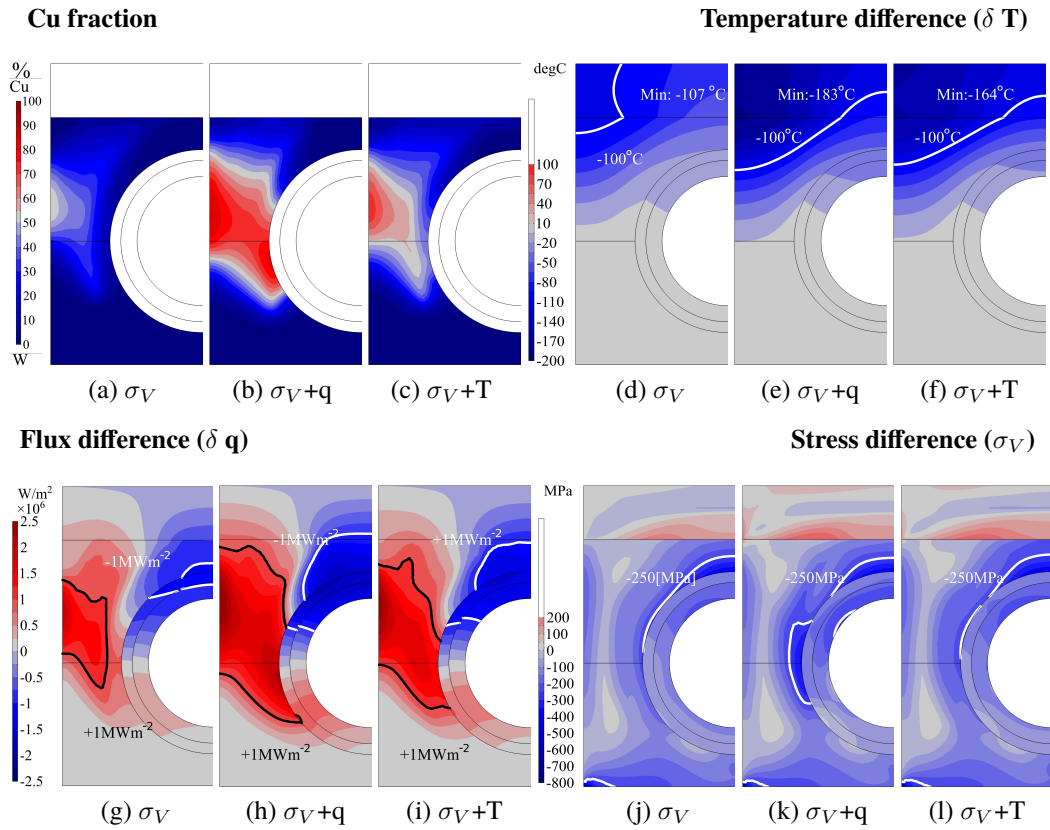 Cu fraction
Temperature difference (δ T)
%
Cu
100
90
80
70
60
50
40
30
20
10
0
W
degC
100
70
40
10
-20
-50
-80
-110
-140
-170
-200
Min: -107 °C
-100°C
Min:-183°C
-100°C
Min:-164°C
-100°C
(a) σV
(b) σV+q
(c) σV+T
(d) σV
(e) σV+q
(f) σV+T
Flux difference (δ q)
Stress difference (σV)
W/m²
×10⁶
2.5
2
1.5
1
0.5
0
-0.5
-1
-1.5
-2
-2.5
-1MWm⁻²
+1MWm⁻²
-1MWm⁻²
+1MWm⁻²
+1MWm⁻²
+1MWm⁻²
MPa
200
100
0
-100
-200
-300
-400
-500
-600
-700
-800
-250[MPa]
-250MPa
-250MPa
(g) σV
(h) σV+q
(i) σV+T
(j) σV
(k) σV+q
(l) σV+T